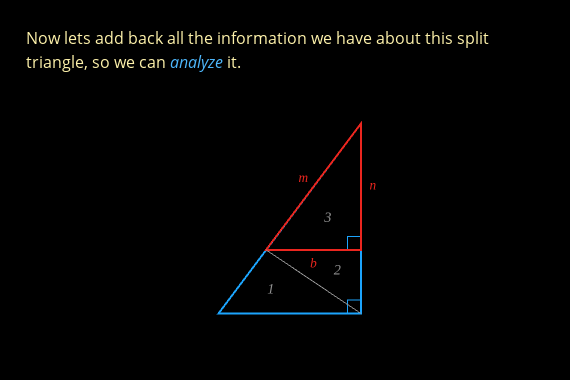 Now lets add back all the information we have about this split
triangle, so we can analyze it.
m
n
3
b
2
1